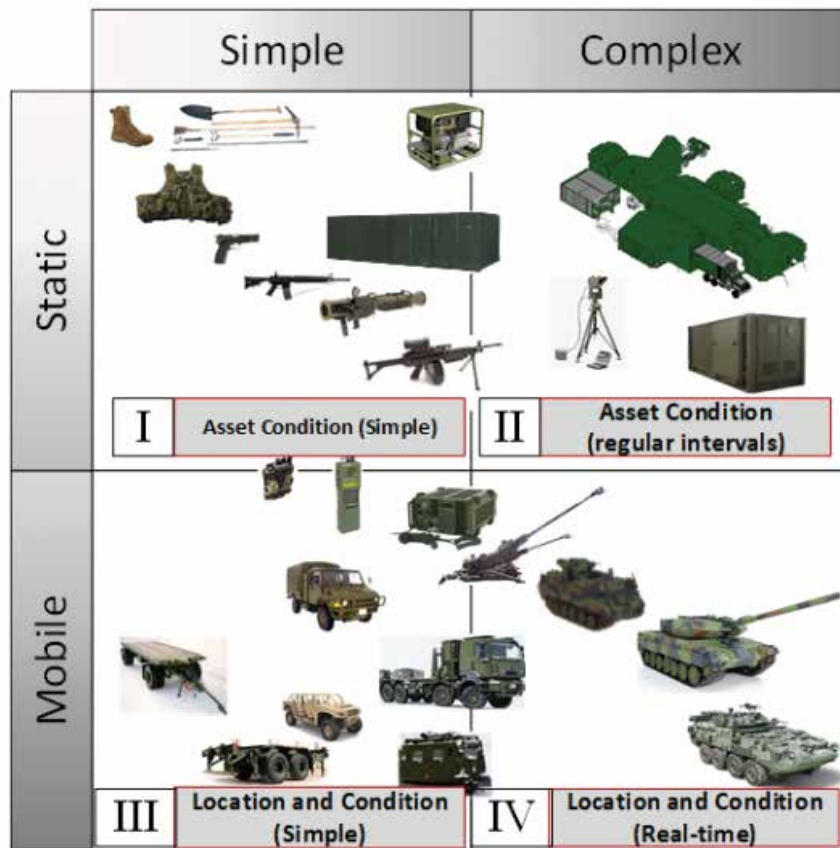 Simple
Complex
Static
I
Asset Condition (Simple)
II
Asset Condition
(regular intervals)
Mobile
III
Location and Condition
(Simple)
IV
Location and Condition
(Real-time)